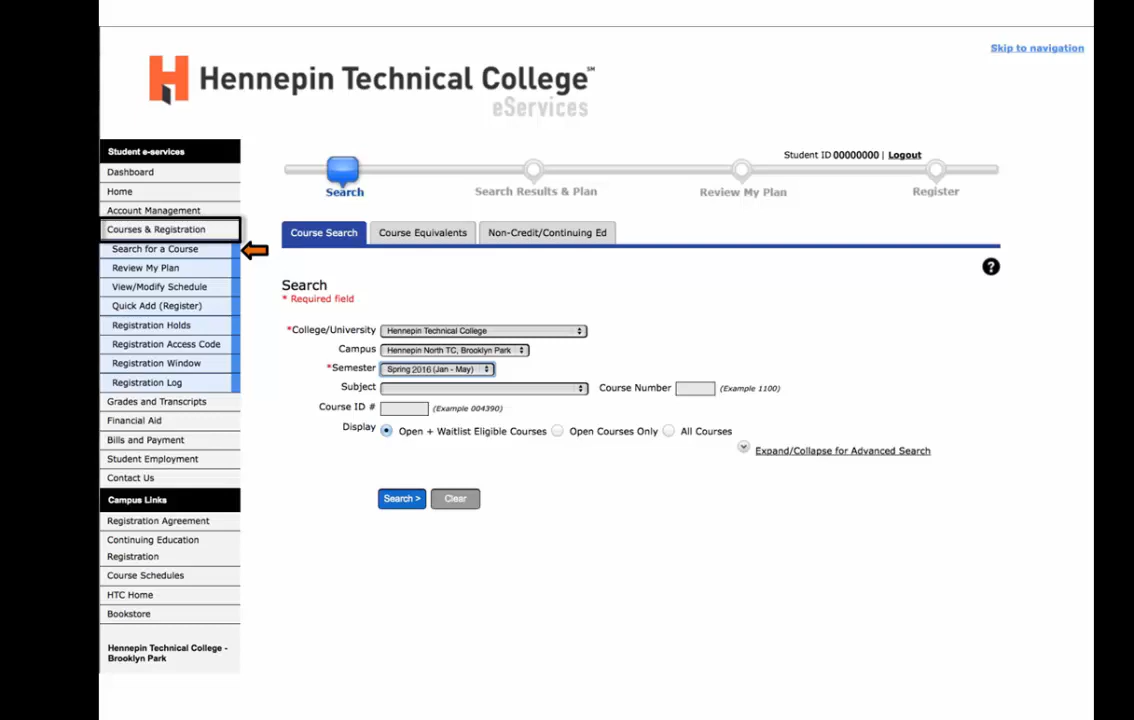 Skip to navigation
Hennepin Technical College℠
eServices
Student e-services
Dashboard
Home
Account Management
Courses & Registration
Search for a Course
Review My Plan
View/Modify Schedule
Quick Add (Register)
Registration Holds
Registration Access Code
Registration Window
Registration Log
Grades and Transcripts
Financial Aid
Bills and Payment
Student Employment
Contact Us
Campus Links
Registration Agreement
Continuing Education
Registration
Course Schedules
HTC Home
Bookstore
Hennepin Technical College -
Brooklyn Park
Student ID 00000000 | Logout
Search Search Results & Plan Review My Plan Register
Course Search Course Equivalents Non-Credit/Continuing Ed
?
Search
* Required field
*College/University Hennepin Technical College
Campus Hennepin North TC, Brooklyn Park
*Semester Spring 2016 (Jan - May)
Subject Course Number (Example 1100)
Course ID # (Example 004390)
Display Open + Waitlist Eligible Courses Open Courses Only All Courses
Expand/Collapse for Advanced Search
Search > Clear